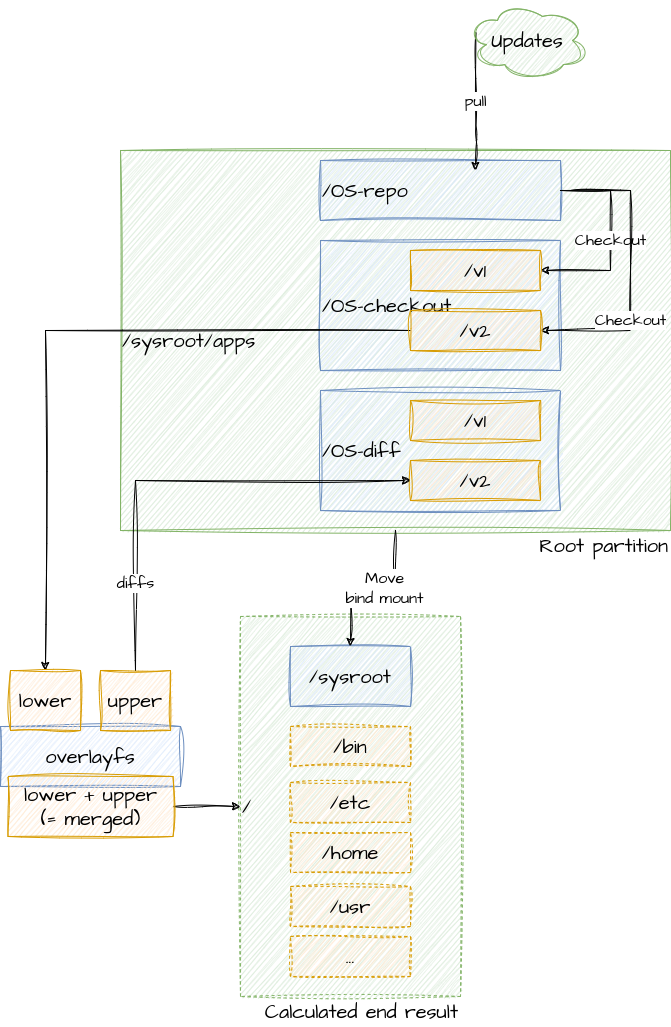 Updates
pull
/OS-repo
Checkout
/v1
/OS-checkout
Checkout
/v2
/sysroot/apps
/v1
/OS-diff
/v2
Root partition
diffs
Move
bind mount
/sysroot
lower
upper
/bin
overlayfs
lower + upper
(= merged)
/
/etc
/home
/usr
...
Calculated end result